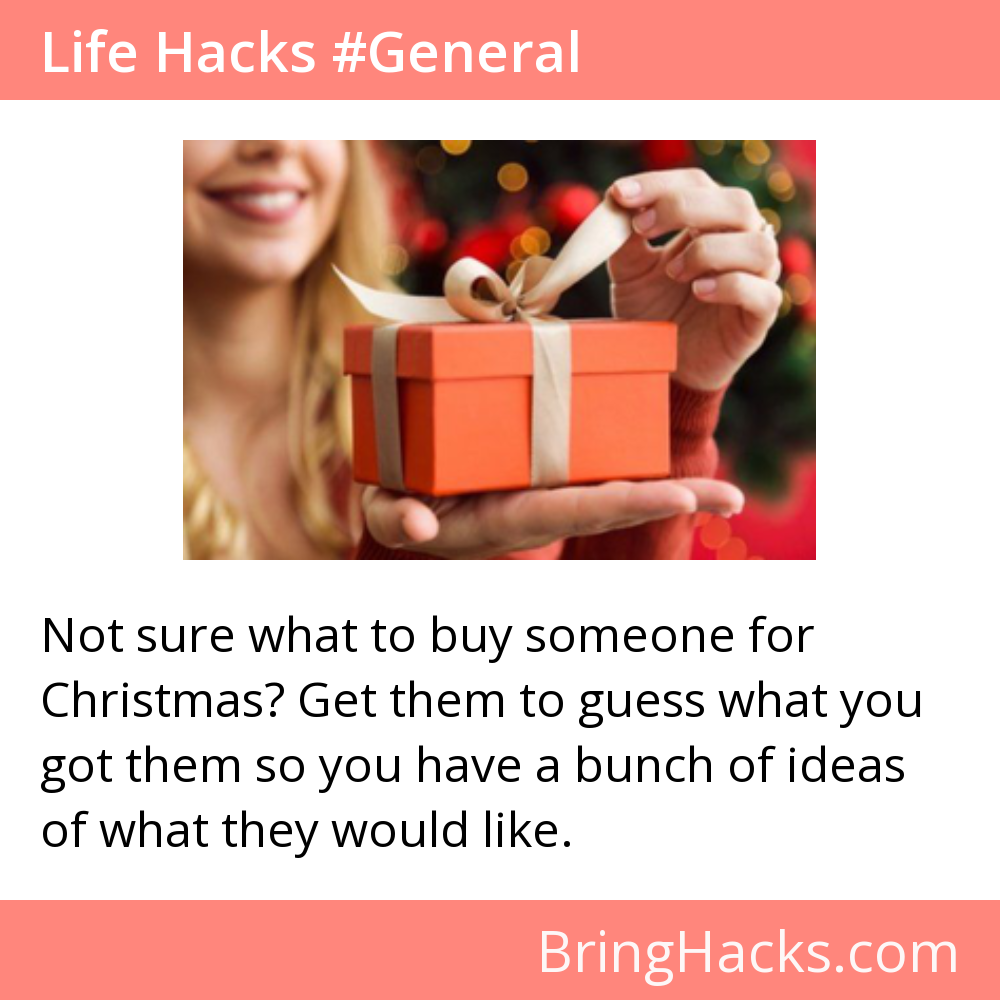 Life Hacks #General
Not sure what to buy someone for
Christmas? Get them to guess what you
got them so you have a bunch of ideas
of what they would like.
BringHacks.com